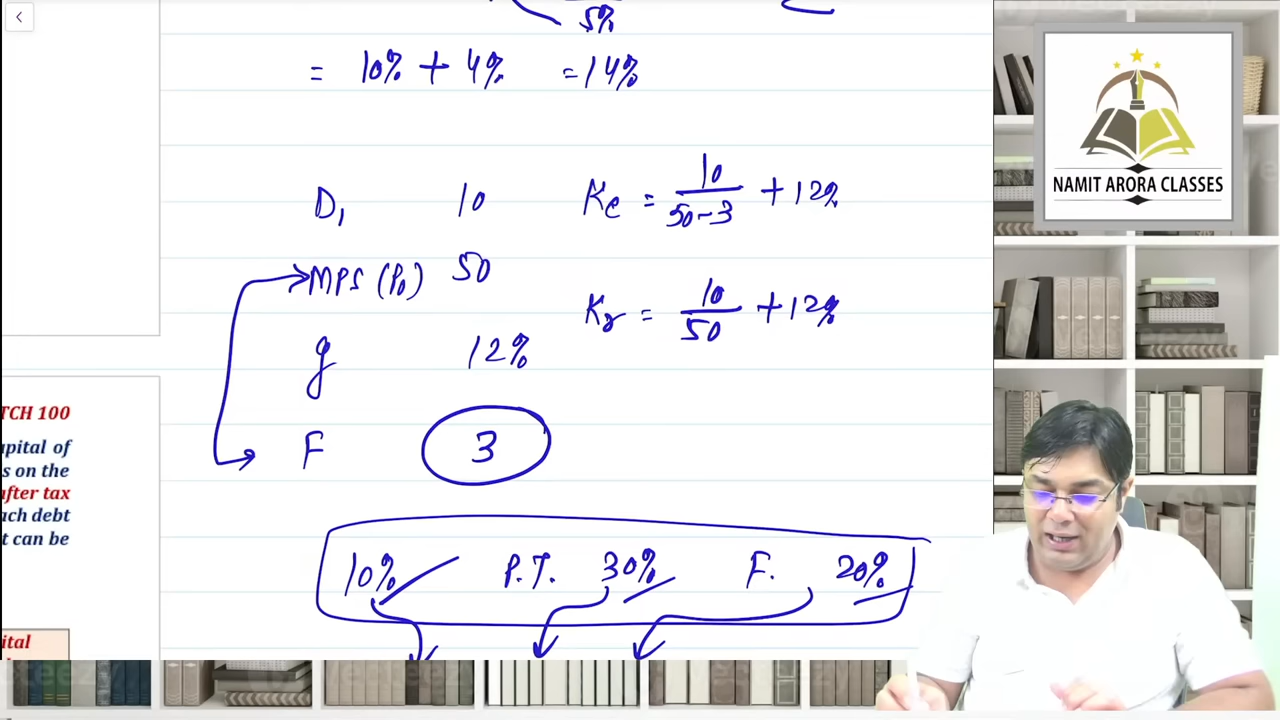 5%
= 10% + 4% = 14%
D₁ 10 Ke = 10/(50-3) + 12%
MPS (P₀) 50
Kr = 10/50 + 12%
g 12%
F 3
10% P.T. 30% F. 20%
TCH 100
apital of
s on the
after tax
ach debt
t can be
ital
NAMIT ARORA CLASSES